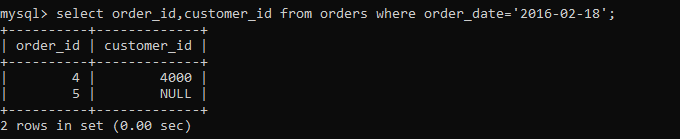 mysql> select order_id,customer_id from orders where order_date='2016-02-18';
+----------+-------------+
| order_id | customer_id |
+----------+-------------+
|        4 |        4000 |
|        5 |        NULL |
+----------+-------------+
2 rows in set (0.00 sec)